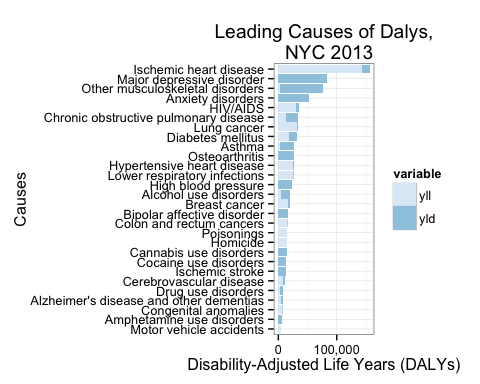 Leading Causes of Dalys,
NYC 2013
Causes
Ischemic heart disease
Major depressive disorder
Other musculoskeletal disorders
Anxiety disorders
HIV/AIDS
Chronic obstructive pulmonary disease
Lung cancer
Diabetes mellitus
Asthma
Osteoarthritis
Hypertensive heart disease
Lower respiratory infections
High blood pressure
Alcohol use disorders
Breast cancer
Bipolar affective disorder
Colon and rectum cancers
Poisonings
Homicide
Cannabis use disorders
Cocaine use disorders
Ischemic stroke
Cerebrovascular disease
Drug use disorders
Alzheimer's disease and other dementias
Congenital anomalies
Amphetamine use disorders
Motor vehicle accidents
0 100,000
Disability-Adjusted Life Years (DALYs)
variable
yll
yld